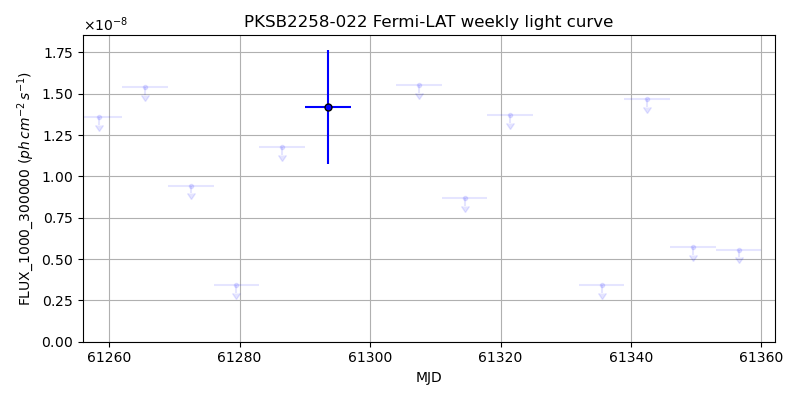 PKSB2258-022 Fermi-LAT weekly light curve
×10⁻⁸
FLUX_1000_300000 (ph cm⁻² s⁻¹)
1.75
1.50
1.25
1.00
0.75
0.50
0.25
0.00
61260 61280 61300 61320 61340 61360
MJD